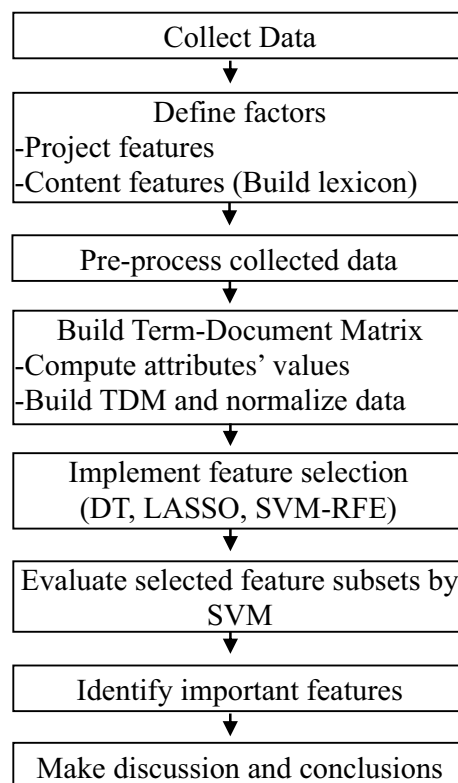 Collect Data
Define factors
-Project features
-Content features (Build lexicon)
Pre-process collected data
Build Term-Document Matrix
-Compute attributes’ values
-Build TDM and normalize data
Implement feature selection
(DT, LASSO, SVM-RFE)
Evaluate selected feature subsets by
SVM
Identify important features
Make discussion and conclusions